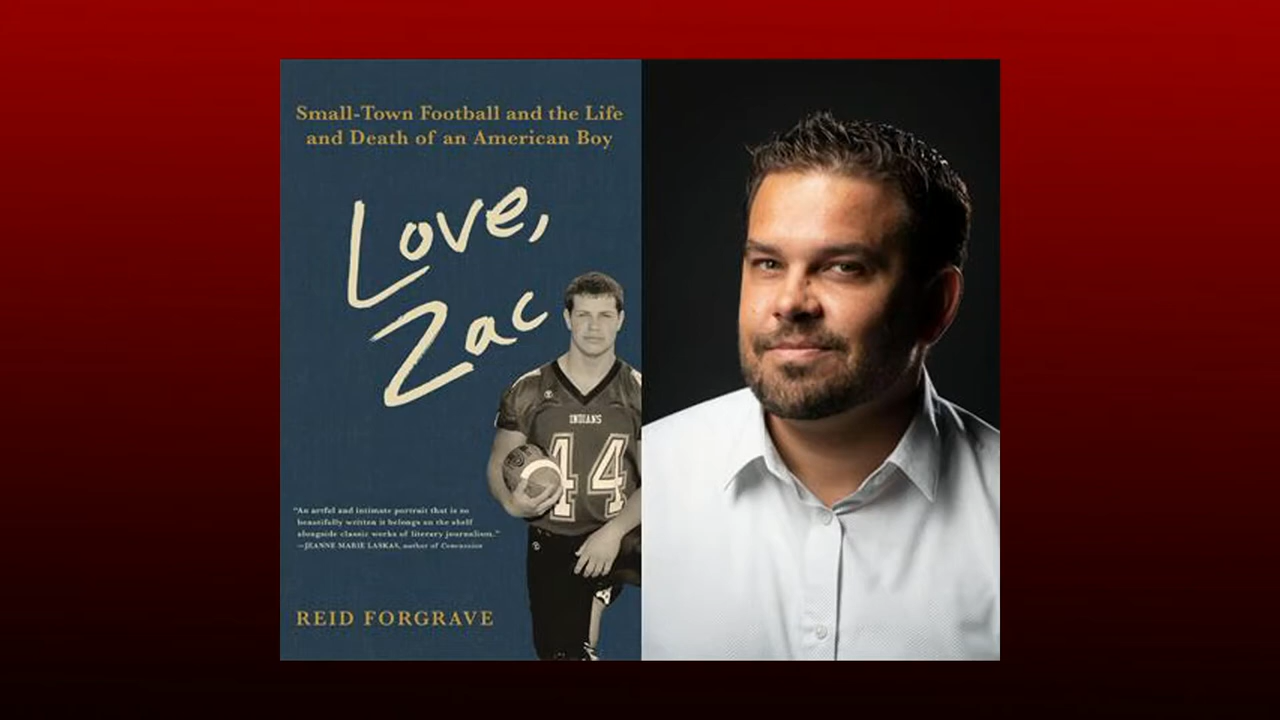 Small-Town Football and the Life
and Death of an American Boy
Love,
Zac
INDIANS
44
"An artful and intimate portrait that is so
beautifully written it belongs on the shelf
alongside classic works of literary journalism."
—JEANNE MARIE LASKAS, author of Concussion
REID FORGRAVE